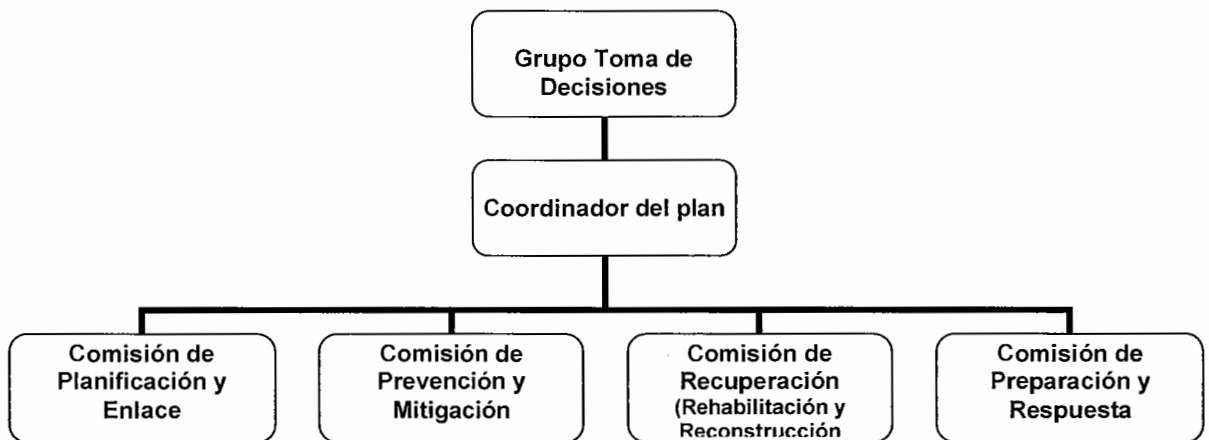 Grupo Toma de
Decisiones
Coordinador del plan
Comisión de
Planificación y
Enlace
Comisión de
Prevención y
Mitigación
Comisión de
Recuperación
(Rehabilitación y
Reconstrucción
Comisión de
Preparación y
Respuesta